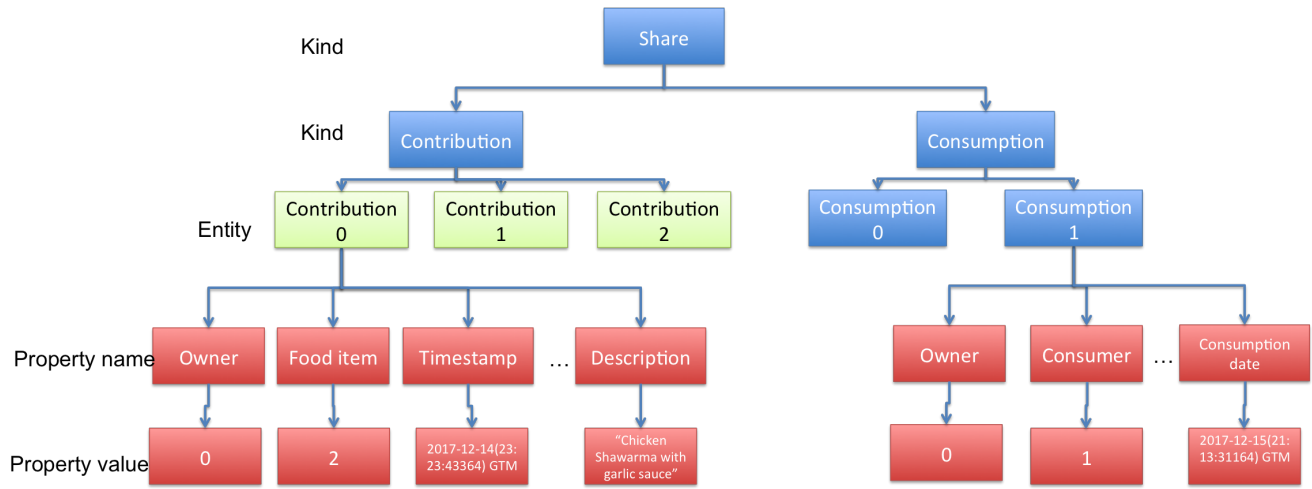 Kind
Share
Kind
Contribution
Consumption
Entity
Contribution
0
Contribution
1
Contribution
2
Consumption
0
Consumption
1
Property name
Owner
Food item
Timestamp
...
Description
Owner
Consumer
...
Consumption
date
Property value
0
2
2017-12-14(23:
23:43364) GTM
“Chicken
Shawarma with
garlic sauce”
0
1
2017-12-15(21:
13:31164) GTM